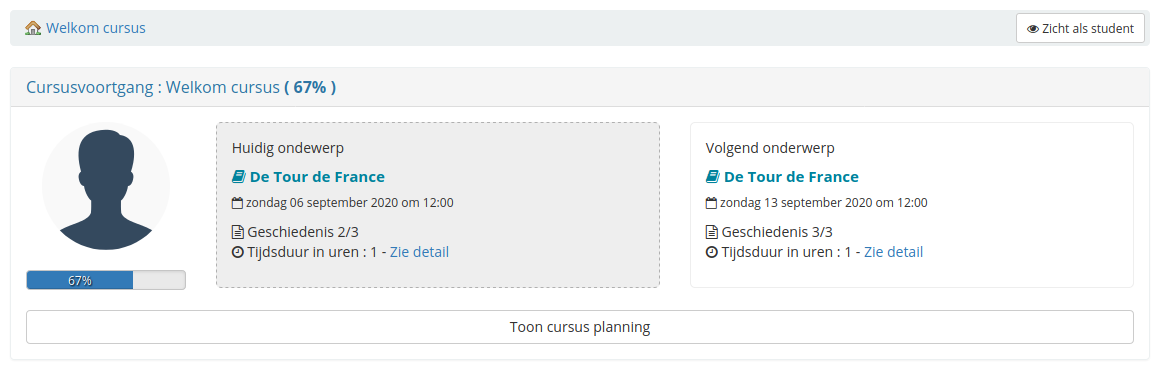 Welkom cursus
Zicht als student
Cursusvoortgang : Welkom cursus ( 67% )
67%
Huidig ondewerp
De Tour de France
zondag 06 september 2020 om 12:00
Geschiedenis 2/3
Tijdsduur in uren : 1 - Zie detail
Volgend onderwerp
De Tour de France
zondag 13 september 2020 om 12:00
Geschiedenis 3/3
Tijdsduur in uren : 1 - Zie detail
Toon cursus planning